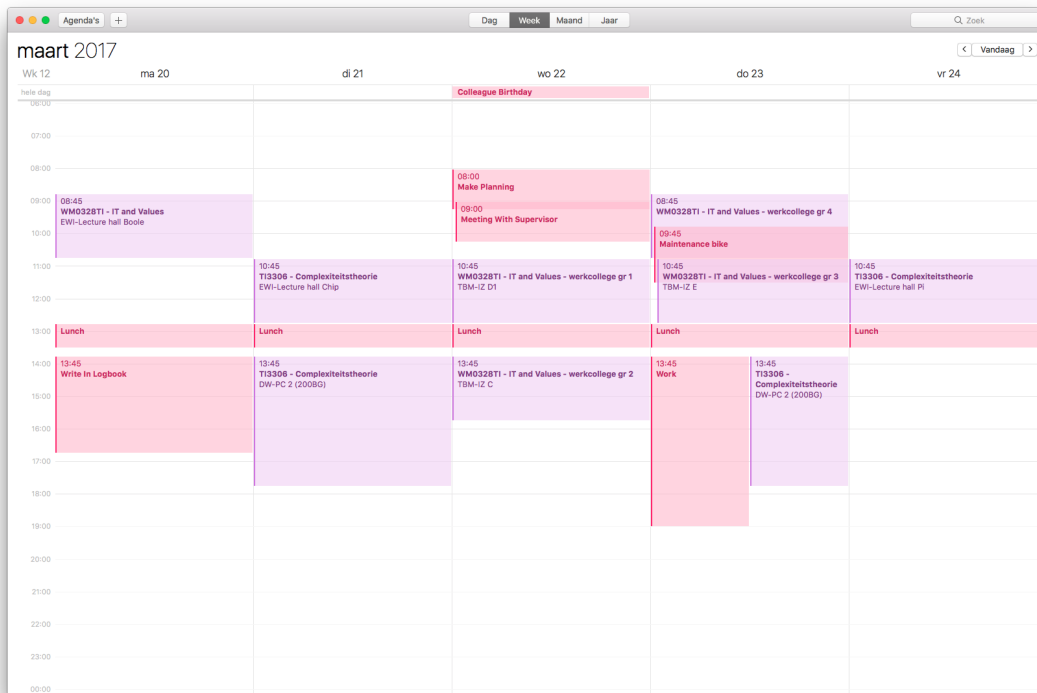 Agenda's +
Dag Week Maand Jaar
Zoek
maart 2017
< Vandaag >
Wk 12 ma 20 di 21 wo 22 do 23 vr 24
hele dag
Colleague Birthday
06:00
07:00
08:00
09:00
10:00
11:00
12:00
13:00
14:00
15:00
16:00
17:00
18:00
19:00
20:00
21:00
22:00
23:00
00:00
08:45
WM0328TI - IT and Values
EWI-Lecture hall Boole
Lunch
13:45
Write In Logbook
10:45
TI3306 - Complexiteitstheorie
EWI-Lecture hall Chip
Lunch
13:45
TI3306 - Complexiteitstheorie
DW-PC 2 (200BG)
08:00
Make Planning
09:00
Meeting With Supervisor
10:45
WM0328TI - IT and Values - werkcollege gr 1
TBM-IZ D1
Lunch
13:45
WM0328TI - IT and Values - werkcollege gr 2
TBM-IZ C
08:45
WM0328TI - IT and Values - werkcollege gr 4
09:45
Maintenance bike
10:45
WM0328TI - IT and Values - werkcollege gr 3
TBM-IZ E
Lunch
13:45
Work
13:45
TI3306 -
Complexiteitstheorie
DW-PC 2 (200BG)
10:45
TI3306 - Complexiteitstheorie
EWI-Lecture hall Pi
Lunch